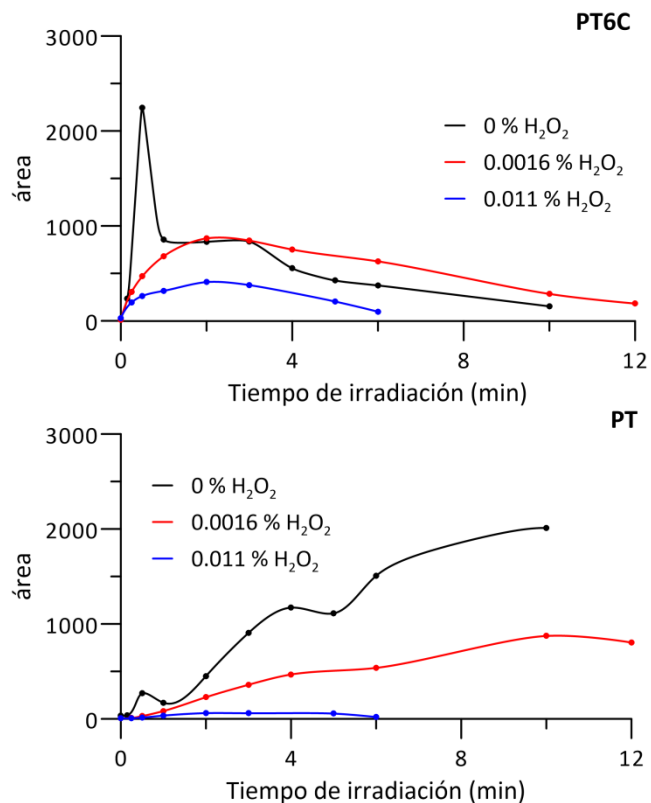 PT6C
3000
2000
1000
0
área
0 % H₂O₂
0.0016 % H₂O₂
0.011 % H₂O₂
0 4 8 12
Tiempo de irradiación (min)
PT
3000
2000
1000
0
área
0 % H₂O₂
0.0016 % H₂O₂
0.011 % H₂O₂
0 4 8 12
Tiempo de irradiación (min)